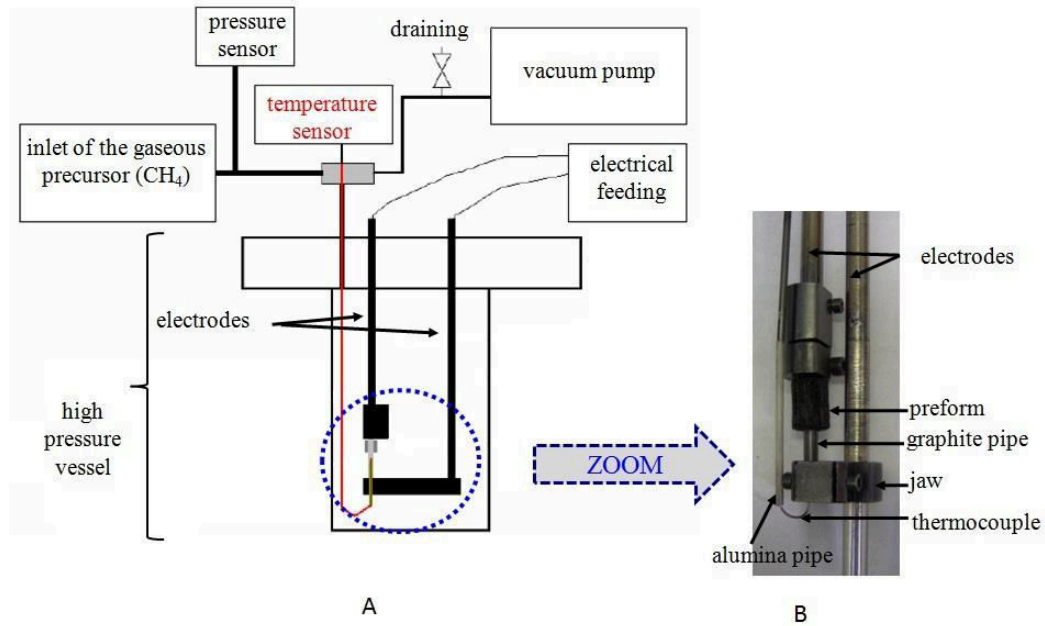 pressure
sensor
draining
vacuum pump
temperature
sensor
inlet of the gaseous
precursor (CH₄)
electrical
feeding
electrodes
electrodes
high
pressure
vessel
preform
graphite pipe
ZOOM
jaw
thermocouple
alumina pipe
A
B